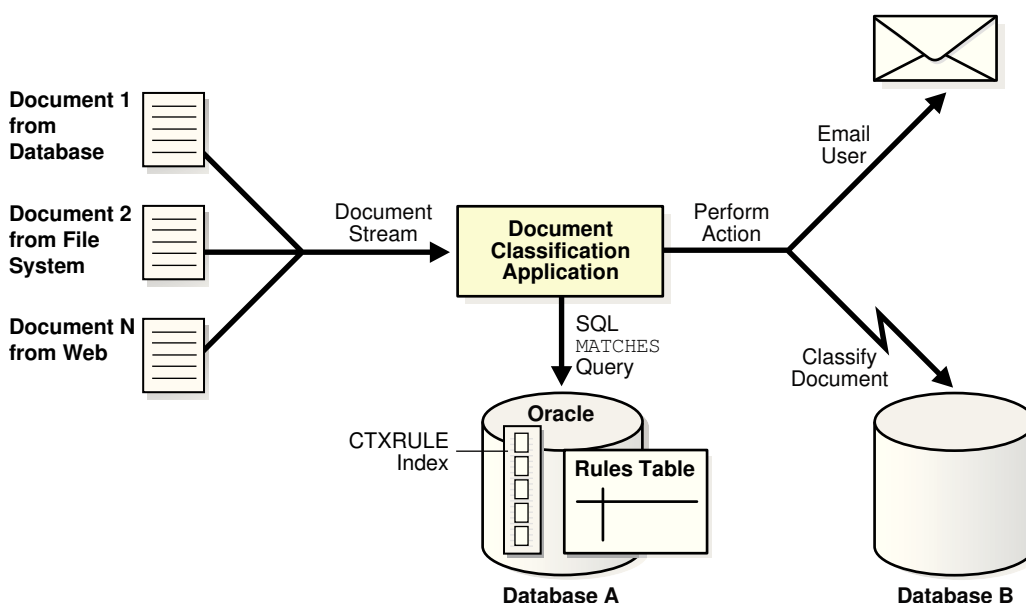 Document 1
from
Database
Document 2
from File
System
Document N
from Web
Document
Stream
Document
Classification
Application
Perform
Action
Email
User
Classify
Document
SQL
MATCHES
Query
Oracle
CTXRULE
Index
Rules Table
Database A
Database B